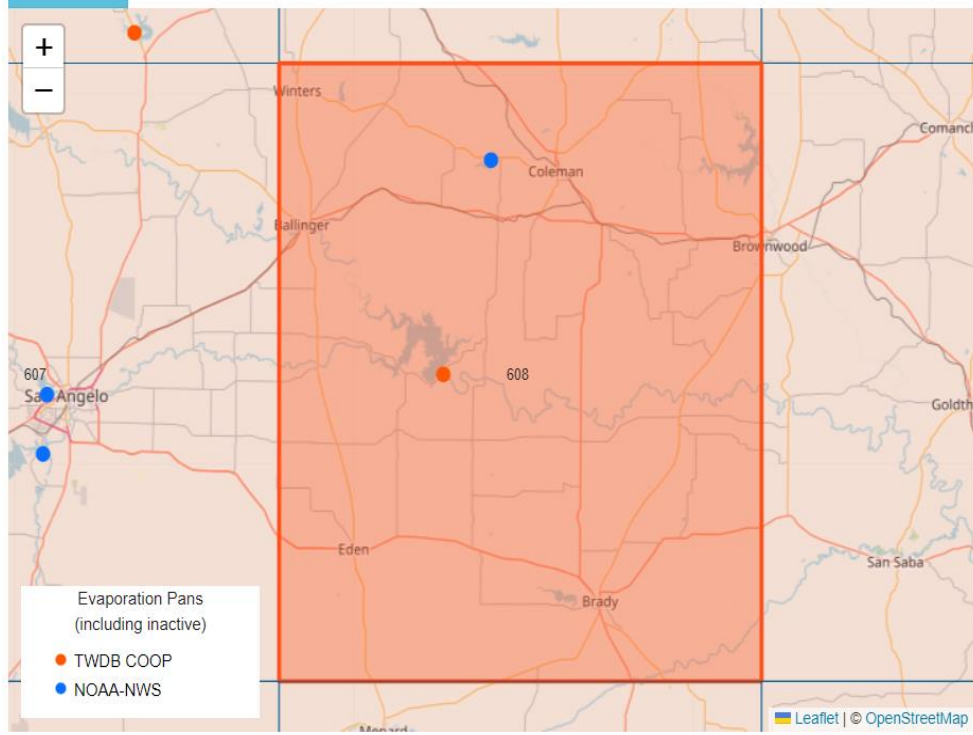 +
−
Winters
Comanch
Coleman
Ballinger
Brownwood
607
608
San Angelo
Goldth
Eden
San Saba
Brady
Evaporation Pans
(including inactive)
TWDB COOP
NOAA-NWS
Menard
Leaflet | © OpenStreetMap